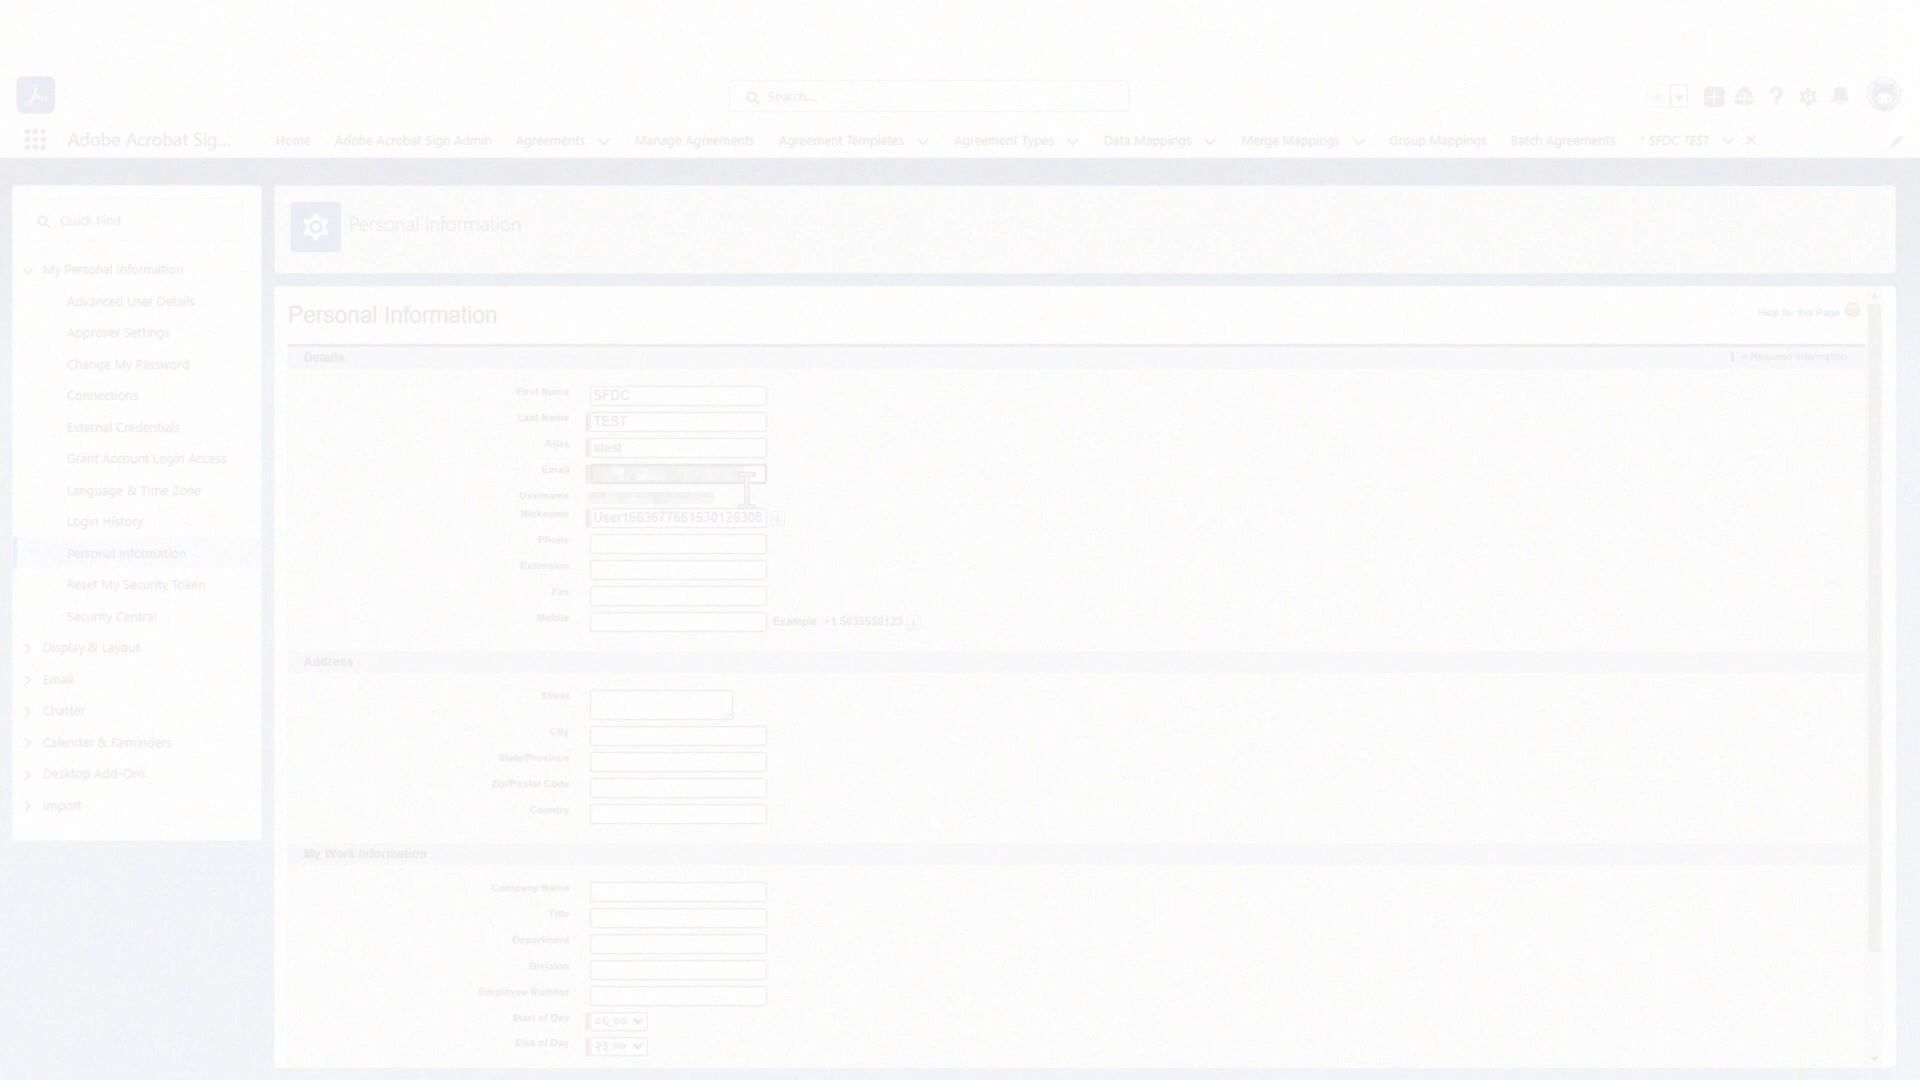 Search...
Adobe Acrobat Sig...
Home
Adobe Acrobat Sign Admin
Agreements
Manage Agreements
Agreement Templates
Agreement Types
Data Mappings
Merge Mappings
Group Mappings
Batch Agreements
* SFDC TEST
Quick Find
My Personal Information
Advanced User Details
Approver Settings
Change My Password
Connections
External Credentials
Grant Account Login Access
Language & Time Zone
Login History
Personal Information
Reset My Security Token
Security Central
Display & Layout
Email
Chatter
Calendar & Reminders
Desktop Add-Ons
Import
Personal Information
Personal Information
Help for this Page
Details
= Required Information
First Name SFDC
Last Name TEST
Alias stest
Email
Username
Nickname User1663677661530126308
Phone
Extension
Fax
Mobile
Example: +1.5035550123
Address
Street
City
State/Province
Zip/Postal Code
Country
My Work Information
Company Name
Title
Department
Division
Employee Number
Start of Day
End of Day 23:00